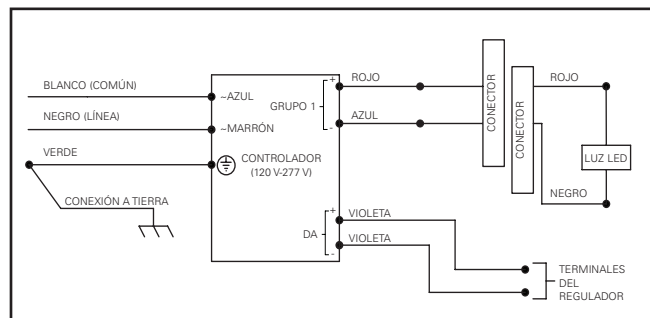 BLANCO (COMÚN)
NEGRO (LÍNEA)
VERDE
CONEXIÓN A TIERRA
~AZUL
~MARRÓN
CONTROLADOR
(120 V-277 V)
GRUPO 1
+
-
DA
+
-
ROJO
AZUL
VIOLETA
VIOLETA
CONECTOR
CONECTOR
ROJO
LUZ LED
NEGRO
TERMINALES
DEL
REGULADOR